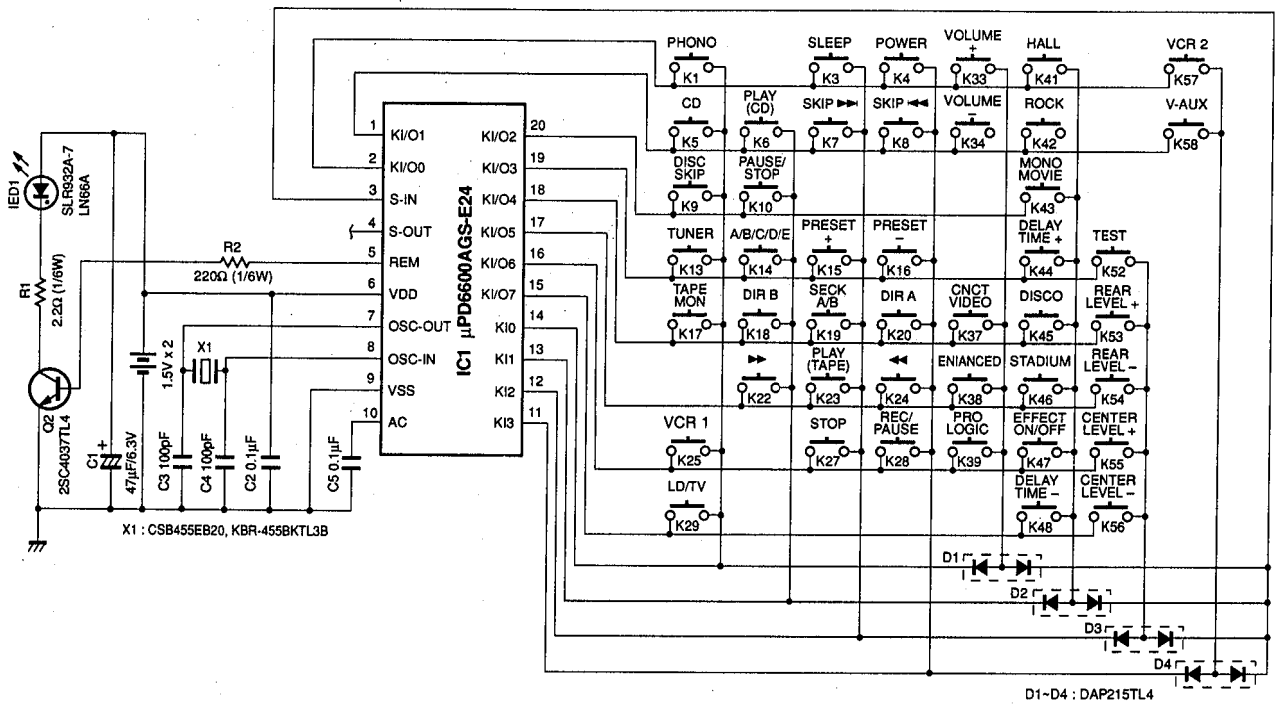 PHONO
K1
SLEEP
K3
POWER
K4
VOLUME
+
K33
HALL
K41
VCR 2
K57
CD
K5
PLAY
(CD)
K6
SKIP ▶▶|
K7
SKIP |◀◀
K8
VOLUME
−
K34
ROCK
K42
V-AUX
K58
DISC
SKIP
K9
PAUSE/
STOP
K10
MONO
MOVIE
K43
TUNER
K13
A/B/C/D/E
K14
PRESET
+
K15
PRESET
−
K16
DELAY
TIME +
K44
TEST
K52
TAPE
MON
K17
DIR B
K18
SECK
A/B
K19
DIR A
K20
CNCT
VIDEO
K37
DISCO
K45
REAR
LEVEL +
K53
▶▶
K22
PLAY
(TAPE)
K23
◀◀
K24
ENIANCED
K38
STADIUM
K46
REAR
LEVEL −
K54
VCR 1
K25
STOP
K27
REC/
PAUSE
K28
PRO
LOGIC
K39
EFFECT
ON/OFF
K47
CENTER
LEVEL +
K55
LD/TV
K29
DELAY
TIME −
K48
CENTER
LEVEL −
K56
D1
D2
D3
D4
D1~D4 : DAP215TL4
IC1 µPD6600AGS-E24
1 KI/O1
2 KI/O0
3 S-IN
4 S-OUT
5 REM
6 VDD
7 OSC-OUT
8 OSC-IN
9 VSS
10 AC
KI/O2 20
KI/O3 19
KI/O4 18
KI/O5 17
KI/O6 16
KI/O7 15
KI0 14
KI1 13
KI2 12
KI3 11
IED1
SLR932A-7
LN66A
R1
2.2Ω (1/6W)
R2
220Ω (1/6W)
Q2
2SC4037TL4
1.5V x 2
X1
C1 +
47µF/6.3V
C3 100pF
C4 100pF
C2 0.1µF
C5 0.1µF
X1 : CSB455EB20, KBR-455BKTL3B